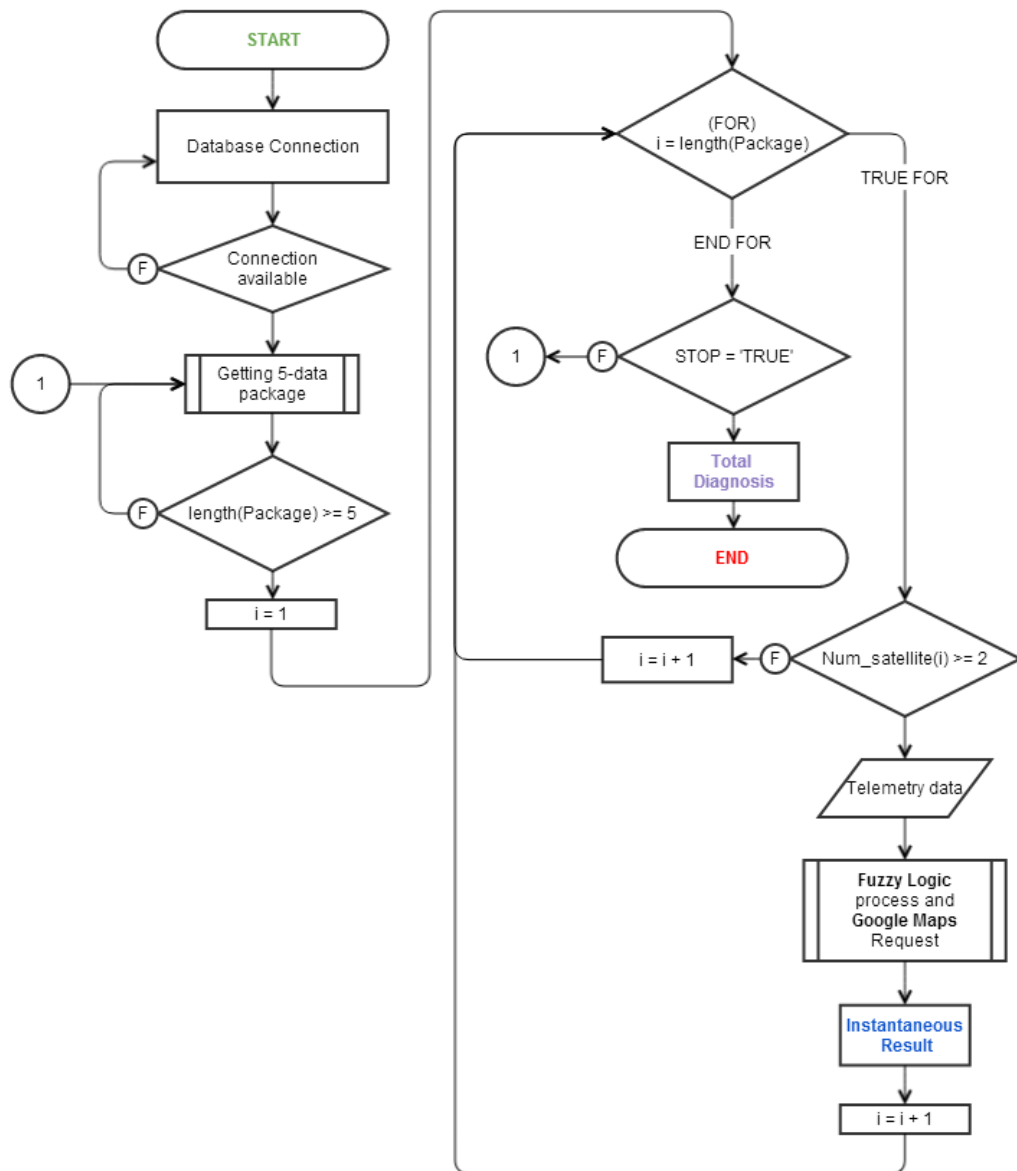 START
Database Connection
F
Connection
available
1
Getting 5-data
package
F
length(Package) >= 5
i = 1
(FOR)
i = length(Package)
TRUE FOR
END FOR
1
F
STOP = 'TRUE'
Total
Diagnosis
END
i = i + 1
F
Num_satellite(i) >= 2
Telemetry data
Fuzzy Logic
process and
Google Maps
Request
Instantaneous
Result
i = i + 1